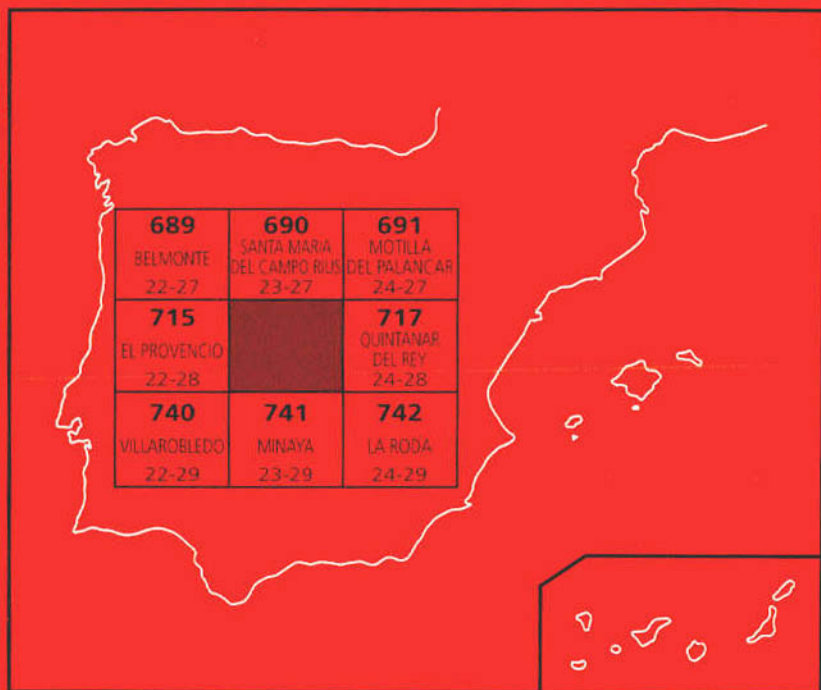 689
BELMONTE
22-27
690
SANTA MARIA
DEL CAMPO RIUS
23-27
691
MOTILLA
DEL PALANCAR
24-27
715
EL PROVENCIO
22-28
717
QUINTANAR
DEL REY
24-28
740
VILLAROBLEDO
22-29
741
MINAYA
23-29
742
LA RODA
24-29